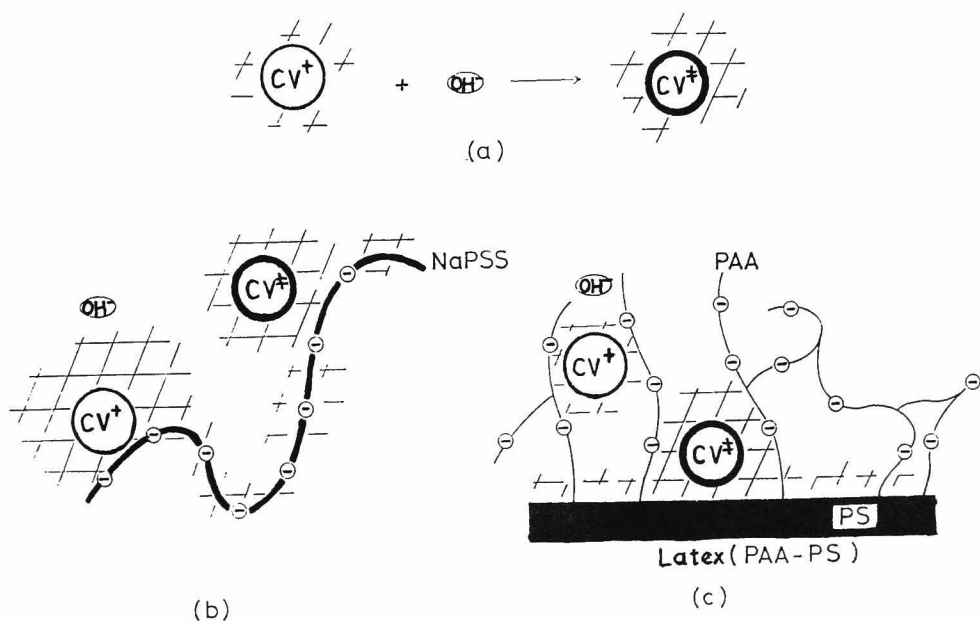 CV⁺ + OH⁻ → CV‡
(a)
NaPSS
CV‡
OH⁻
CV⁺
(b)
PAA
OH⁻
CV⁺
CV‡
PS
Latex (PAA-PS)
(c)